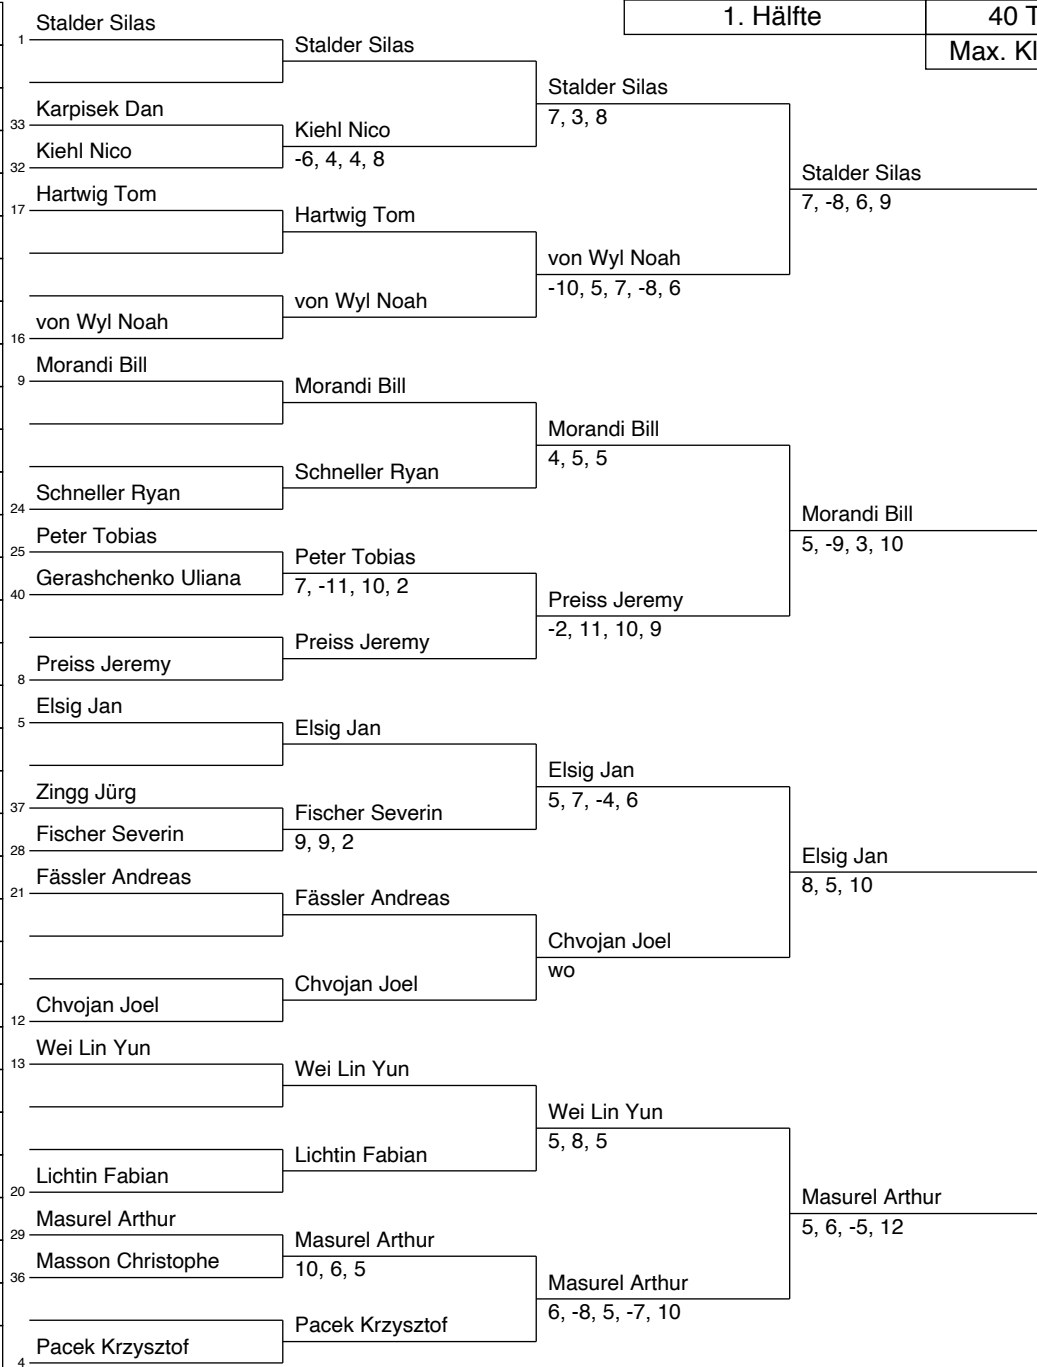 1. Hälfte
40 T
Max. Kl
1 Stalder Silas
33 Karpisek Dan
32 Kiehl Nico
17 Hartwig Tom
16 von Wyl Noah
9 Morandi Bill
24 Schneller Ryan
25 Peter Tobias
40 Gerashchenko Uliana
8 Preiss Jeremy
5 Elsig Jan
37 Zingg Jürg
28 Fischer Severin
21 Fässler Andreas
12 Chvojan Joel
13 Wei Lin Yun
20 Lichtin Fabian
29 Masurel Arthur
36 Masson Christophe
4 Pacek Krzysztof
Stalder Silas
Kiehl Nico
-6, 4, 4, 8
Hartwig Tom
von Wyl Noah
Morandi Bill
Schneller Ryan
Peter Tobias
7, -11, 10, 2
Preiss Jeremy
Elsig Jan
Fischer Severin
9, 9, 2
Fässler Andreas
Chvojan Joel
Wei Lin Yun
Lichtin Fabian
Masurel Arthur
10, 6, 5
Pacek Krzysztof
Stalder Silas
7, 3, 8
von Wyl Noah
-10, 5, 7, -8, 6
Morandi Bill
4, 5, 5
Preiss Jeremy
-2, 11, 10, 9
Elsig Jan
5, 7, -4, 6
Chvojan Joel
wo
Wei Lin Yun
5, 8, 5
Masurel Arthur
6, -8, 5, -7, 10
Stalder Silas
7, -8, 6, 9
Morandi Bill
5, -9, 3, 10
Elsig Jan
8, 5, 10
Masurel Arthur
5, 6, -5, 12